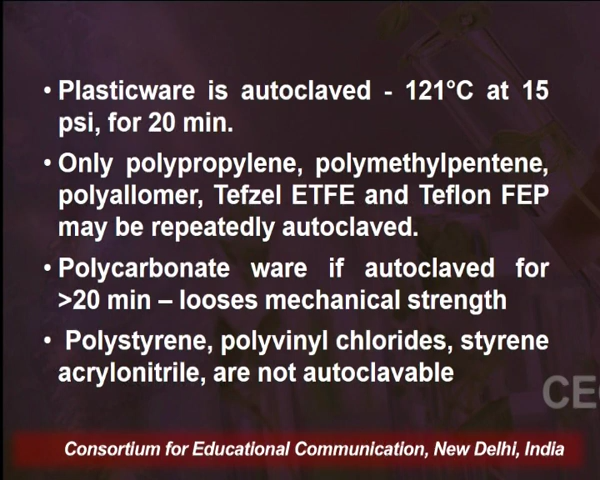 • Plasticware is autoclaved - 121°C at 15
psi, for 20 min.
• Only polypropylene, polymethylpentene,
polyallomer, Tefzel ETFE and Teflon FEP
may be repeatedly autoclaved.
• Polycarbonate ware if autoclaved for
>20 min – looses mechanical strength
• Polystyrene, polyvinyl chlorides, styrene
acrylonitrile, are not autoclavable
Consortium for Educational Communication, New Delhi, India